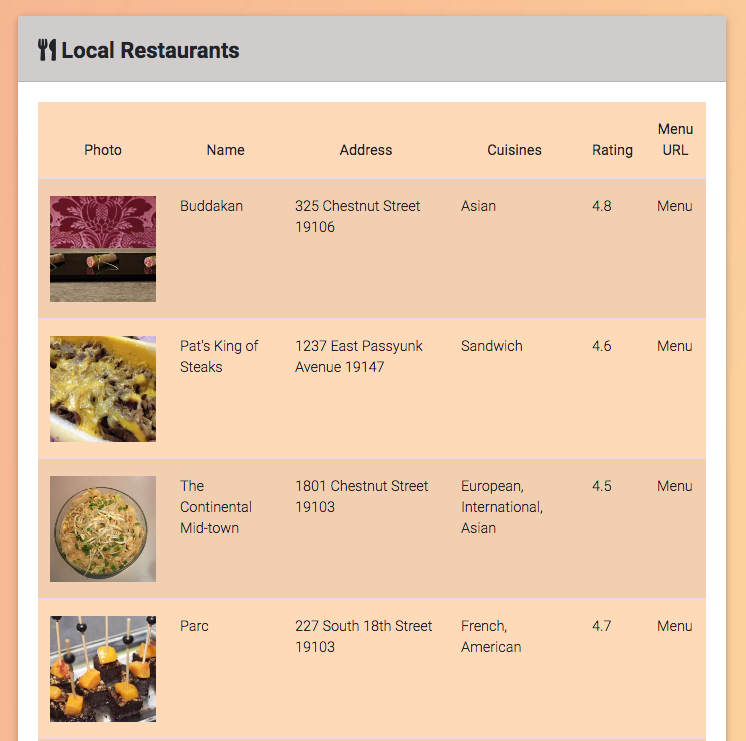 Local Restaurants
Photo Name Address Cuisines Rating Menu URL
Buddakan 325 Chestnut Street Asian 4.8 Menu
19106
Pat's King of 1237 East Passyunk Sandwich 4.6 Menu
Steaks Avenue 19147
The 1801 Chestnut Street European, 4.5 Menu
Continental 19103 International,
Mid-town Asian
Parc 227 South 18th Street French, 4.7 Menu
19103 American